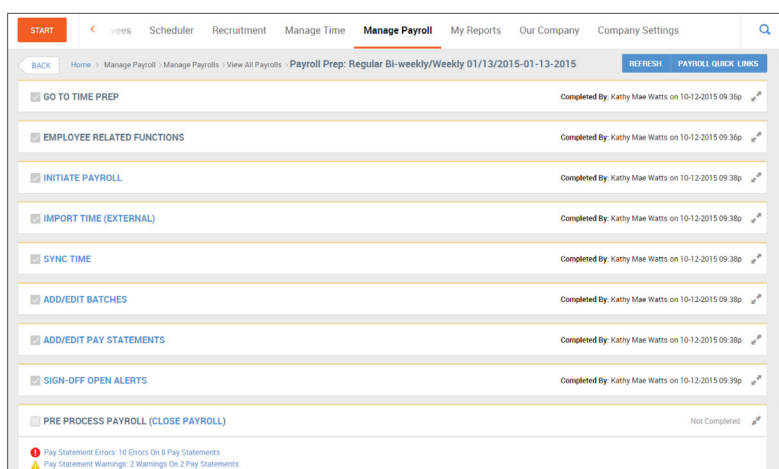 START < yees Scheduler Recruitment Manage Time Manage Payroll My Reports Our Company Company Settings
BACK Home > Manage Payroll > Manage Payrolls > View All Payrolls > Payroll Prep: Regular Bi-weekly/Weekly 01/13/2015-01-13-2015 REFRESH PAYROLL QUICK LINKS
GO TO TIME PREP Completed By: Kathy Mae Watts on 10-12-2015 09:36p
EMPLOYEE RELATED FUNCTIONS Completed By: Kathy Mae Watts on 10-12-2015 09:36p
INITIATE PAYROLL Completed By: Kathy Mae Watts on 10-12-2015 09:38p
IMPORT TIME (EXTERNAL) Completed By: Kathy Mae Watts on 10-12-2015 09:38p
SYNC TIME Completed By: Kathy Mae Watts on 10-12-2015 09:38p
ADD/EDIT BATCHES Completed By: Kathy Mae Watts on 10-12-2015 09:38p
ADD/EDIT PAY STATEMENTS Completed By: Kathy Mae Watts on 10-12-2015 09:38p
SIGN-OFF OPEN ALERTS Completed By: Kathy Mae Watts on 10-12-2015 09:39p
PRE PROCESS PAYROLL (CLOSE PAYROLL) Not Completed
Pay Statement Errors: 10 Errors On 8 Pay Statements
Pay Statement Warnings: 2 Warnings On 2 Pay Statements